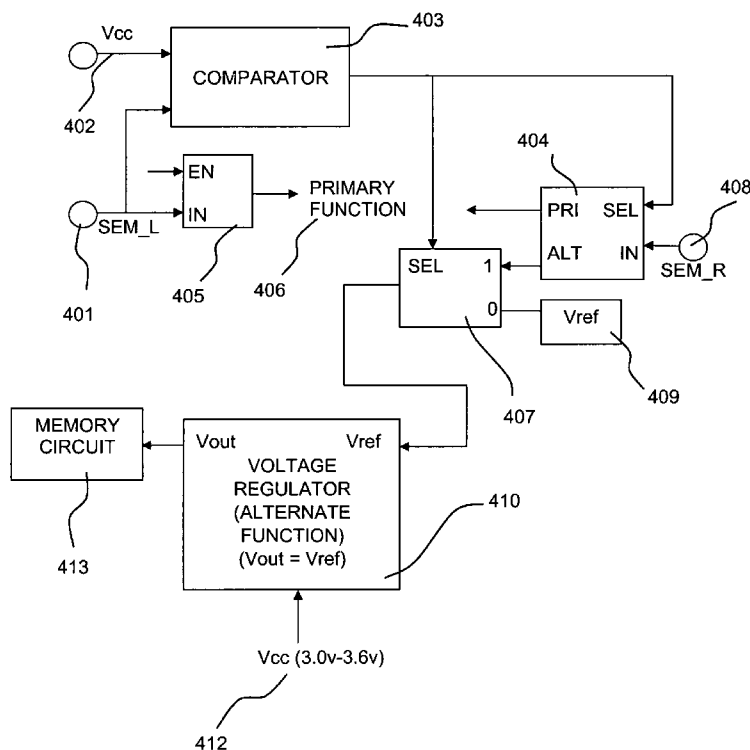 Vcc
403
COMPARATOR
402
404
408
EN
IN
PRIMARY
FUNCTION
PRI
SEL
ALT
IN
SEM_L
SEM_R
401
405
406
SEL
1
0
Vref
407
409
MEMORY
CIRCUIT
Vout
Vref
VOLTAGE
REGULATOR
(ALTERNATE
FUNCTION)
(Vout = Vref)
410
413
Vcc (3.0v-3.6v)
412